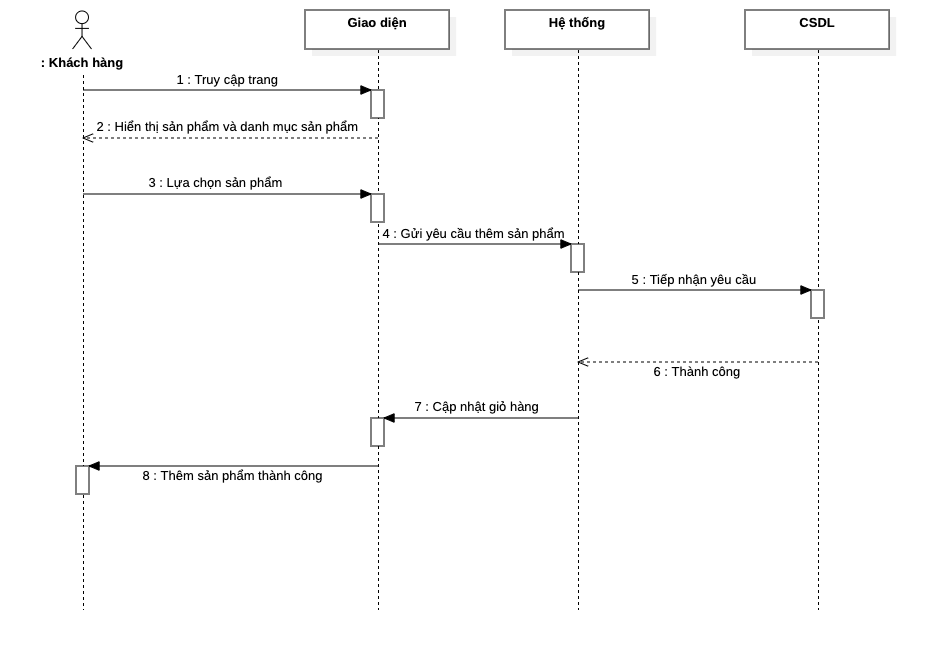 Giao diện
Hệ thống
CSDL
: Khách hàng
1 : Truy cập trang
2 : Hiển thị sản phẩm và danh mục sản phẩm
3 : Lựa chọn sản phẩm
4 : Gửi yêu cầu thêm sản phẩm
5 : Tiếp nhận yêu cầu
6 : Thành công
7 : Cập nhật giỏ hàng
8 : Thêm sản phẩm thành công